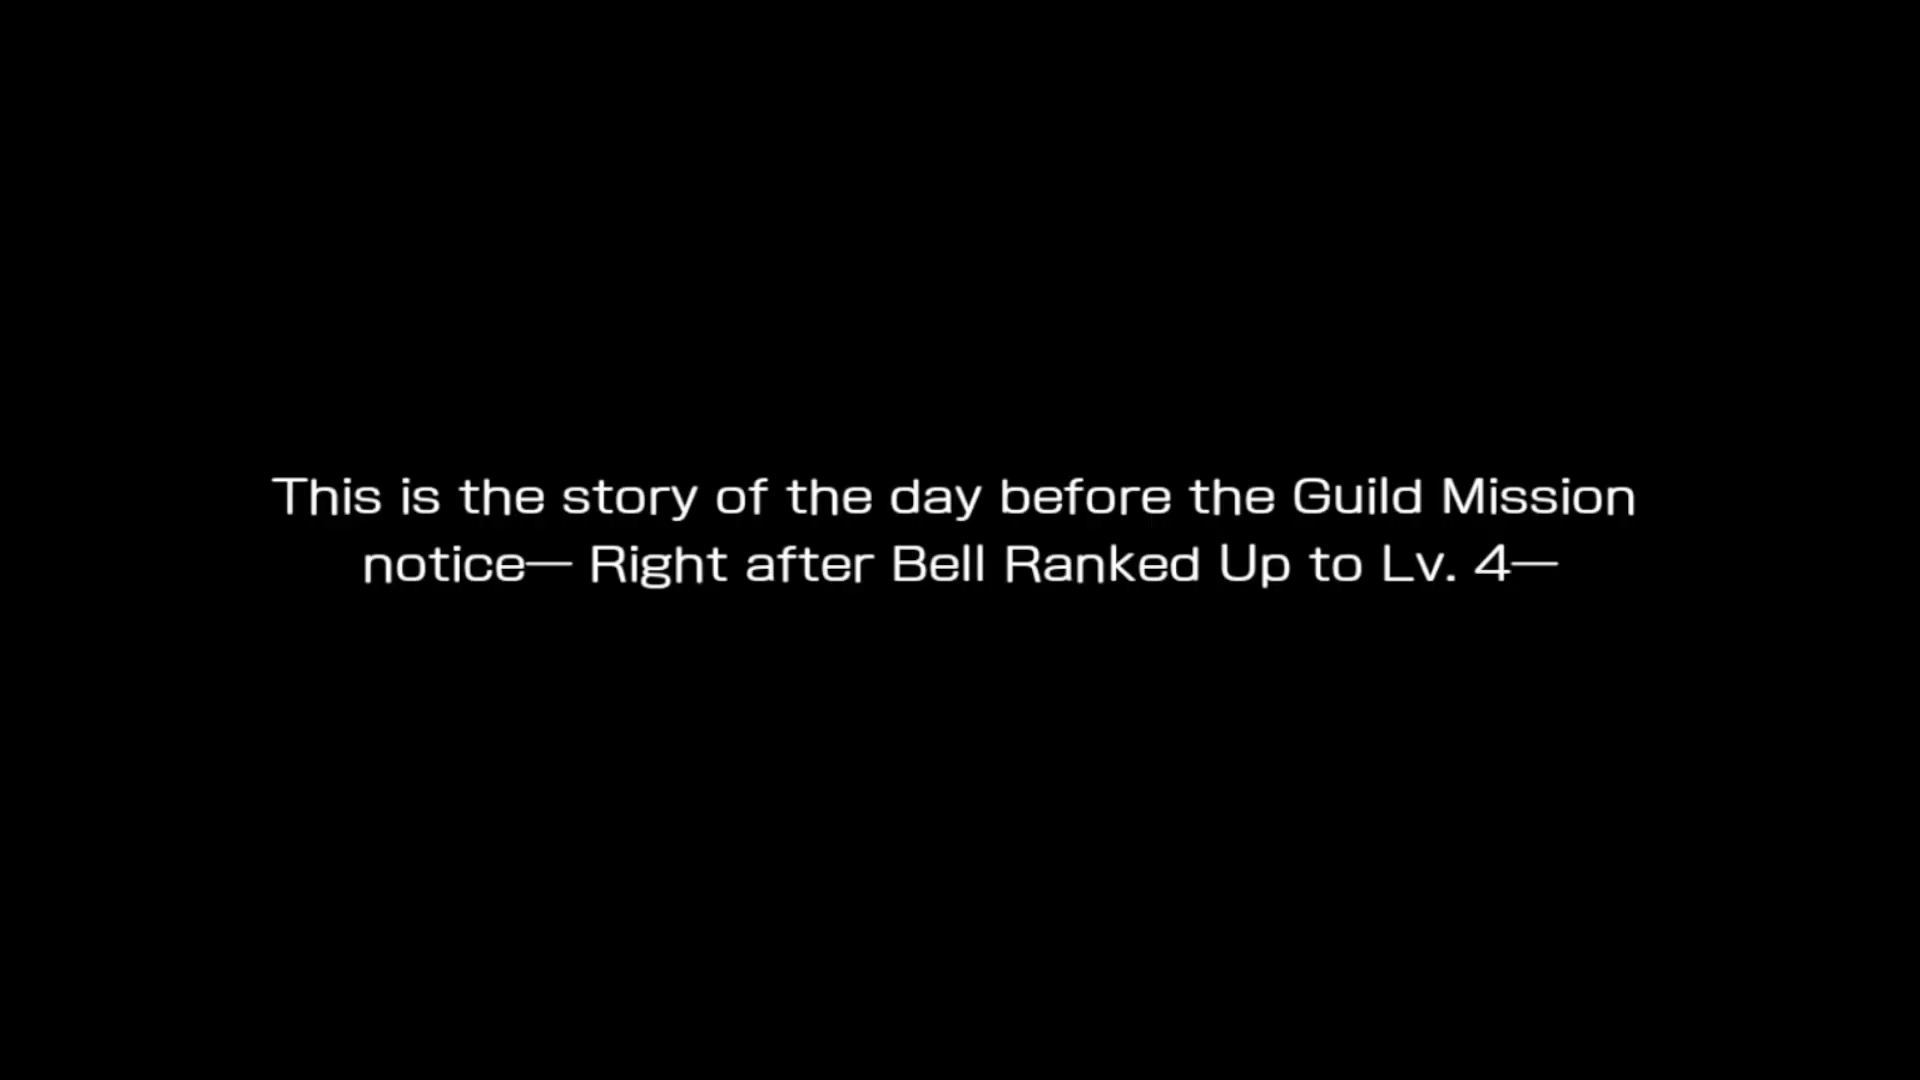 This is the story of the day before the Guild Mission
notice— Right after Bell Ranked Up to Lv. 4—